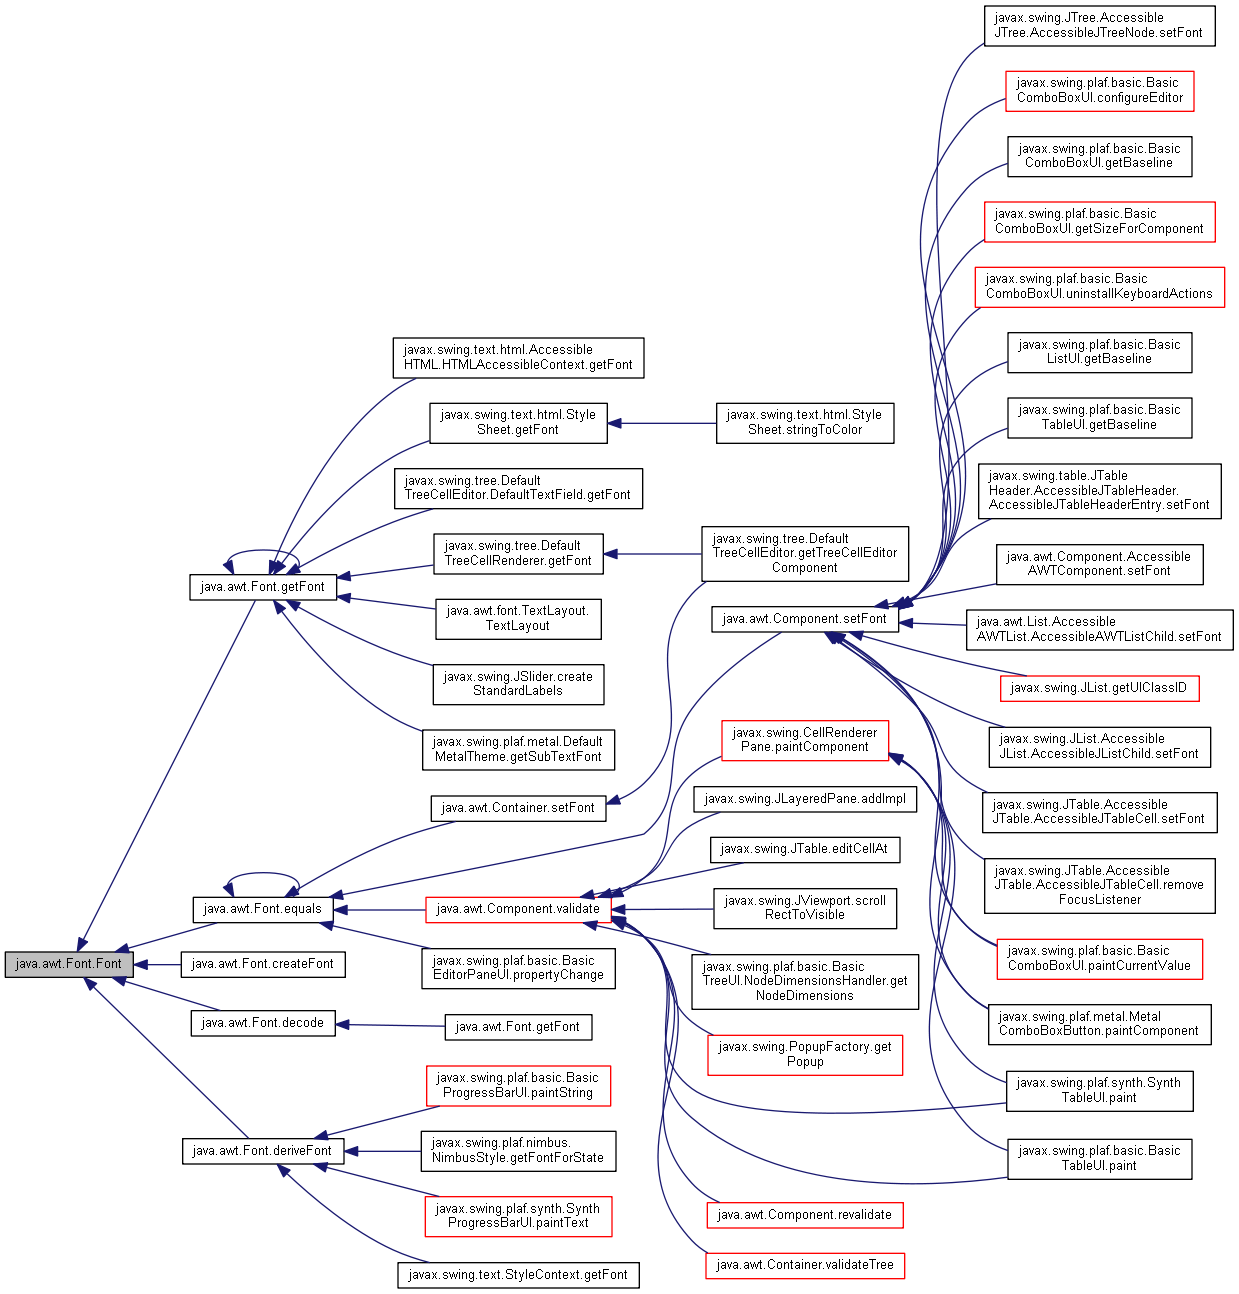 javax.swing.JTree.Accessible
JTree.AccessibleJTreeNode.setFont
javax.swing.plaf.basic.Basic
ComboBoxUI.configureEditor
javax.swing.plaf.basic.Basic
ComboBoxUI.getBaseline
javax.swing.plaf.basic.Basic
ComboBoxUI.getSizeForComponent
javax.swing.plaf.basic.Basic
ComboBoxUI.uninstallKeyboardActions
javax.swing.plaf.basic.Basic
ListUI.getBaseline
javax.swing.plaf.basic.Basic
TableUI.getBaseline
javax.swing.table.JTable
Header.AccessibleJTableHeader.
AccessibleJTableHeaderEntry.setFont
java.awt.Component.Accessible
AWTComponent.setFont
java.awt.List.Accessible
AWTList.AccessibleAWTListChild.setFont
javax.swing.JList.getUIClassID
javax.swing.JList.Accessible
JList.AccessibleJListChild.setFont
javax.swing.JTable.Accessible
JTable.AccessibleJTableCell.setFont
javax.swing.JTable.Accessible
JTable.AccessibleJTableCell.remove
FocusListener
javax.swing.plaf.basic.Basic
ComboBoxUI.paintCurrentValue
javax.swing.plaf.metal.Metal
ComboBoxButton.paintComponent
javax.swing.plaf.synth.Synth
TableUI.paint
javax.swing.plaf.basic.Basic
TableUI.paint
javax.swing.text.html.Style
Sheet.stringToColor
javax.swing.tree.Default
TreeCellEditor.getTreeCellEditor
Component
java.awt.Component.setFont
javax.swing.CellRenderer
Pane.paintComponent
javax.swing.JLayeredPane.addImpl
javax.swing.JTable.editCellAt
javax.swing.JViewport.scroll
RectToVisible
javax.swing.plaf.basic.Basic
TreeUI.NodeDimensionsHandler.get
NodeDimensions
javax.swing.PopupFactory.get
Popup
java.awt.Component.revalidate
java.awt.Container.validateTree
javax.swing.text.html.Accessible
HTML.HTMLAccessibleContext.getFont
javax.swing.text.html.Style
Sheet.getFont
javax.swing.tree.Default
TreeCellEditor.DefaultTextField.getFont
javax.swing.tree.Default
TreeCellRenderer.getFont
java.awt.font.TextLayout.
TextLayout
javax.swing.JSlider.create
StandardLabels
javax.swing.plaf.metal.Default
MetalTheme.getSubTextFont
java.awt.Container.setFont
java.awt.Component.validate
javax.swing.plaf.basic.Basic
EditorPaneUI.propertyChange
java.awt.Font.getFont
javax.swing.plaf.basic.Basic
ProgressBarUI.paintString
javax.swing.plaf.nimbus.
NimbusStyle.getFontForState
javax.swing.plaf.synth.Synth
ProgressBarUI.paintText
javax.swing.text.StyleContext.getFont
java.awt.Font.getFont
java.awt.Font.equals
java.awt.Font.createFont
java.awt.Font.decode
java.awt.Font.deriveFont
java.awt.Font.Font